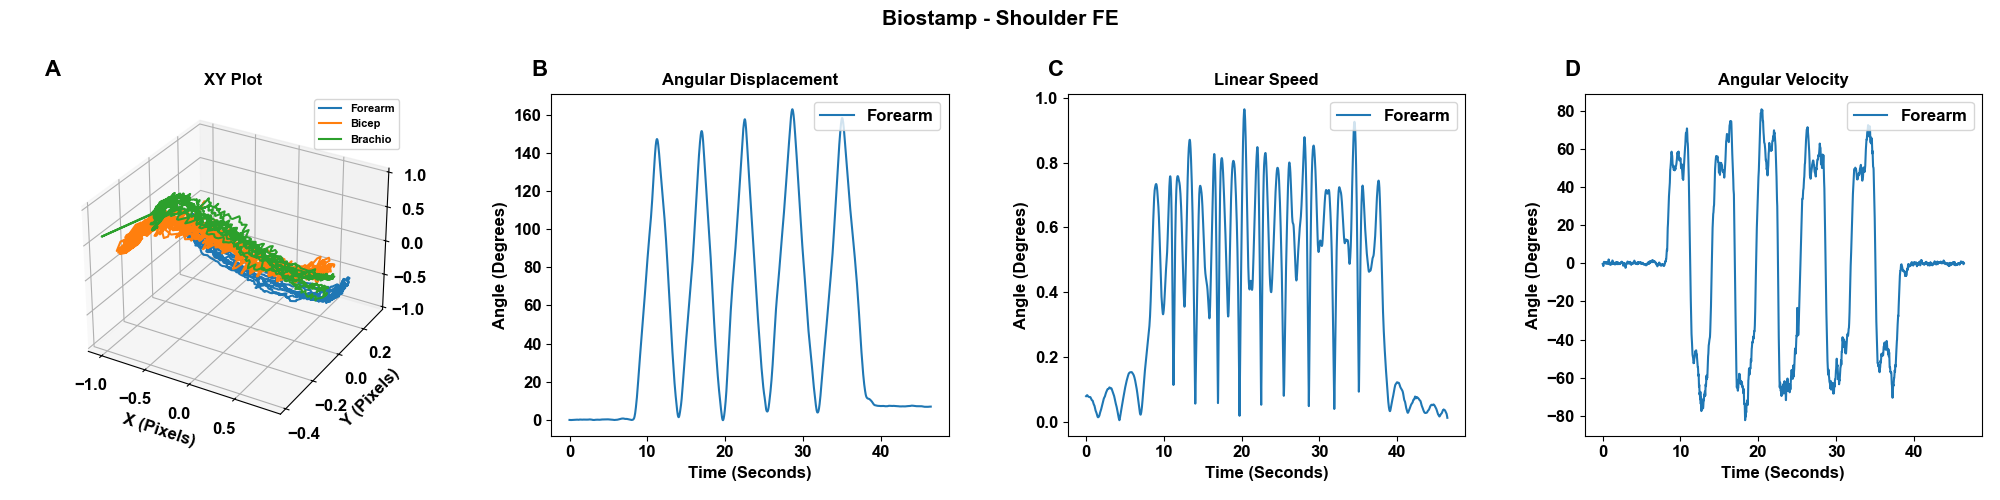 Biostamp - Shoulder FE
A
XY Plot
Forearm
Bicep
Brachio
1.0
0.5
0.0
−0.5
−1.0
0.2
0.0
−0.2
−0.4
Y (Pixels)
−1.0
−0.5
0.0
0.5
X (Pixels)
B
Angular Displacement
Forearm
160
140
120
100
80
60
40
20
0
Angle (Degrees)
0 10 20 30 40
Time (Seconds)
C
Linear Speed
Forearm
1.0
0.8
0.6
0.4
0.2
0.0
Angle (Degrees)
0 10 20 30 40
Time (Seconds)
D
Angular Velocity
Forearm
80
60
40
20
0
−20
−40
−60
−80
Angle (Degrees)
0 10 20 30 40
Time (Seconds)